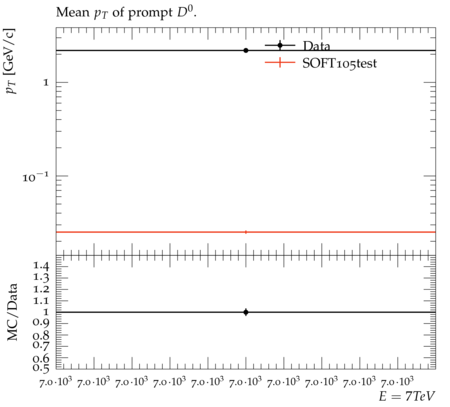 Mean p_T of prompt D⁰.
p_T [GeV/c]
Data
SOFT105test
1
10⁻¹
MC/Data
1.4
1.3
1.2
1.1
1
0.9
0.8
0.7
0.6
0.5
7.0·10³ 7.0·10³ 7.0·10³ 7.0·10³ 7.0·10³ 7.0·10³ 7.0·10³ 7.0·10³ 7.0·10³ 7.0·10³
E = 7TeV